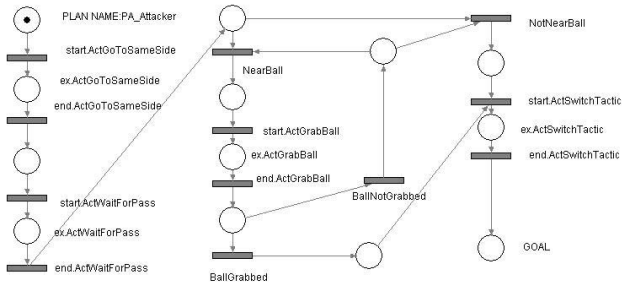 PLAN NAME:PA_Attacker
start.ActGoToSameSide
ex.ActGoToSameSide
end.ActGoToSameSide
start.ActWaitForPass
ex.ActWaitForPass
end.ActWaitForPass
NearBall
start.ActGrabBall
ex.ActGrabBall
end.ActGrabBall
BallNotGrabbed
BallGrabbed
NotNearBall
start.ActSwitchTactic
ex.ActSwitchTactic
end.ActSwitchTactic
GOAL